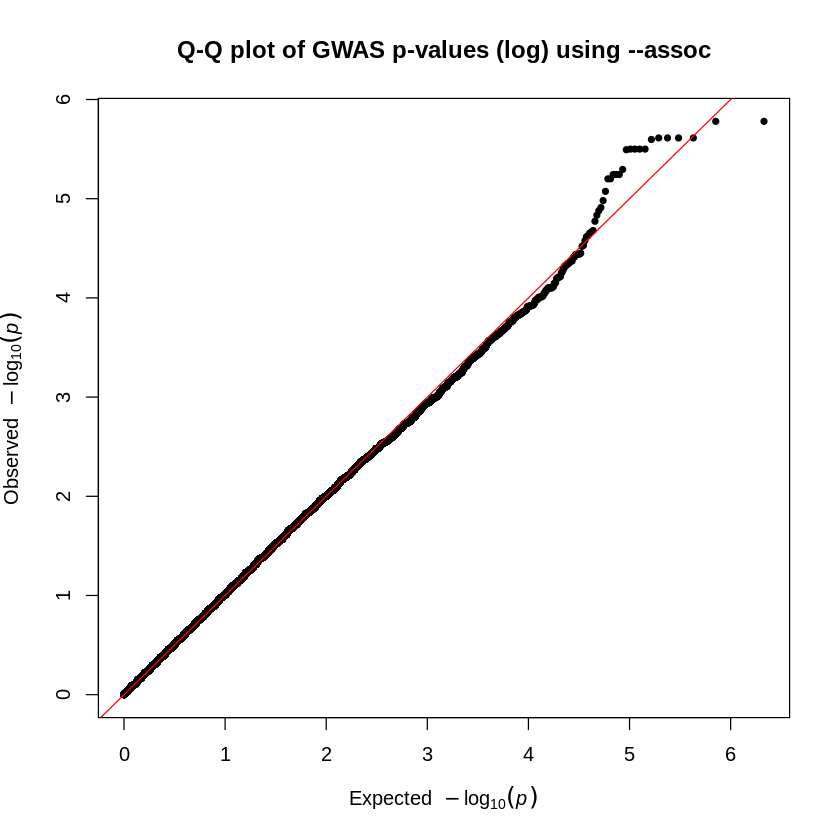 Q-Q plot of GWAS p-values (log) using --assoc
Observed − log10(p)
6
5
4
3
2
1
0
0 1 2 3 4 5 6
Expected − log10(p)